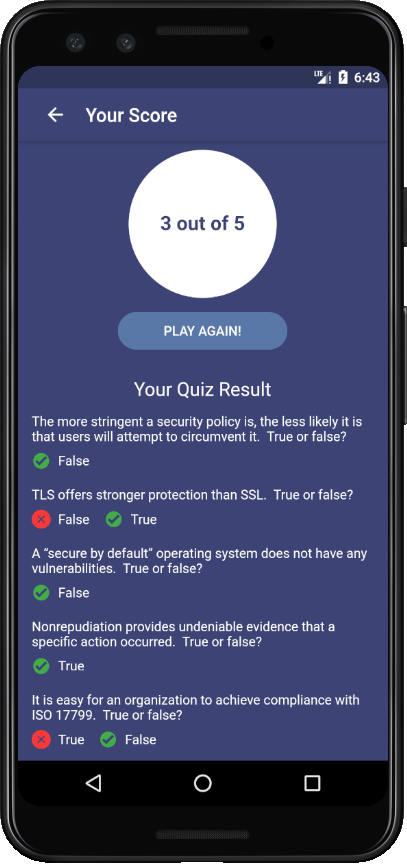 LTE 6:43
Your Score
3 out of 5
PLAY AGAIN!
Your Quiz Result
The more stringent a security policy is, the less likely it is
that users will attempt to circumvent it.  True or false?
False
TLS offers stronger protection than SSL.  True or false?
False True
A “secure by default” operating system does not have any
vulnerabilities.  True or false?
False
Nonrepudiation provides undeniable evidence that a
specific action occurred.  True or false?
True
It is easy for an organization to achieve compliance with
ISO 17799.  True or false?
True False